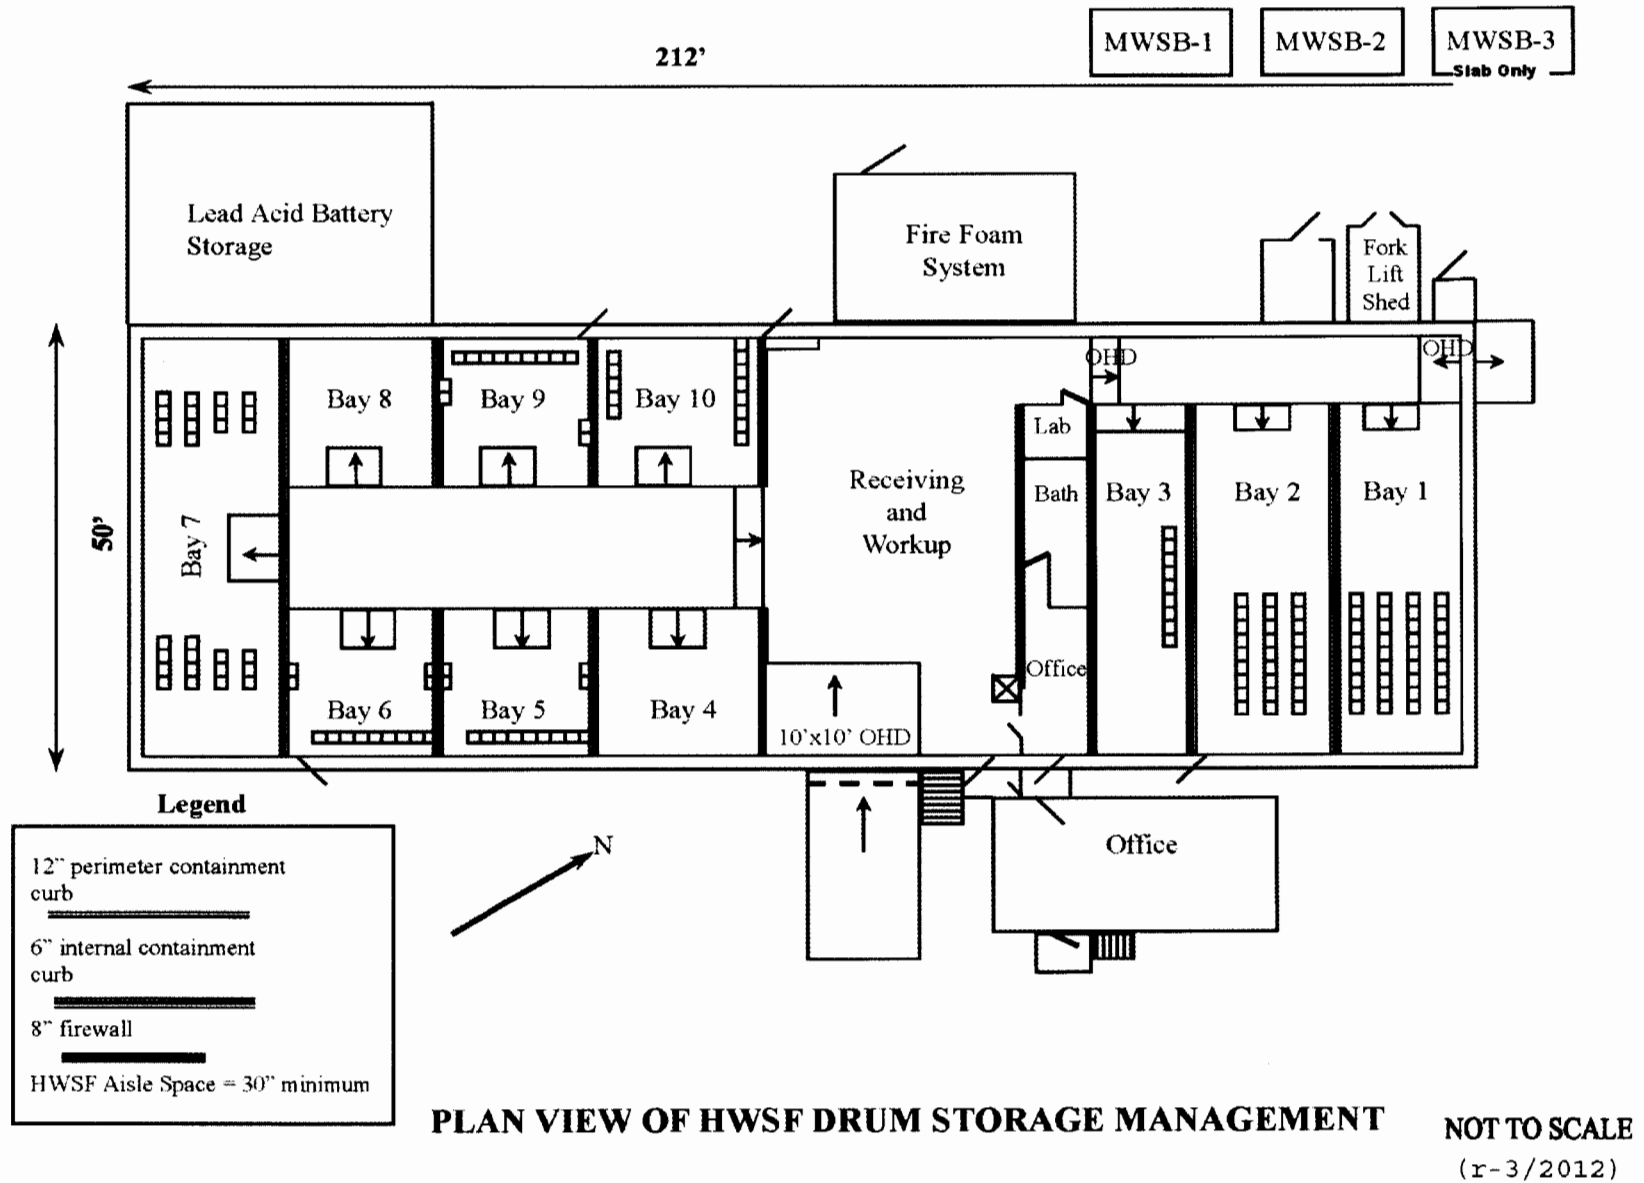 MWSB-1
MWSB-2
MWSB-3
Slab Only
212'
Lead Acid Battery
Storage
Fire Foam
System
Fork
Lift
Shed
OHD
OHD
50'
Bay 7
Bay 8
Bay 9
Bay 10
Receiving
and
Workup
Lab
Bath
Office
Bay 3
Bay 2
Bay 1
Bay 6
Bay 5
Bay 4
10'x10' OHD
Legend
12" perimeter containment
curb
6" internal containment
curb
8" firewall
HWSF Aisle Space = 30" minimum
N
Office
PLAN VIEW OF HWSF DRUM STORAGE MANAGEMENT
NOT TO SCALE
(r-3/2012)